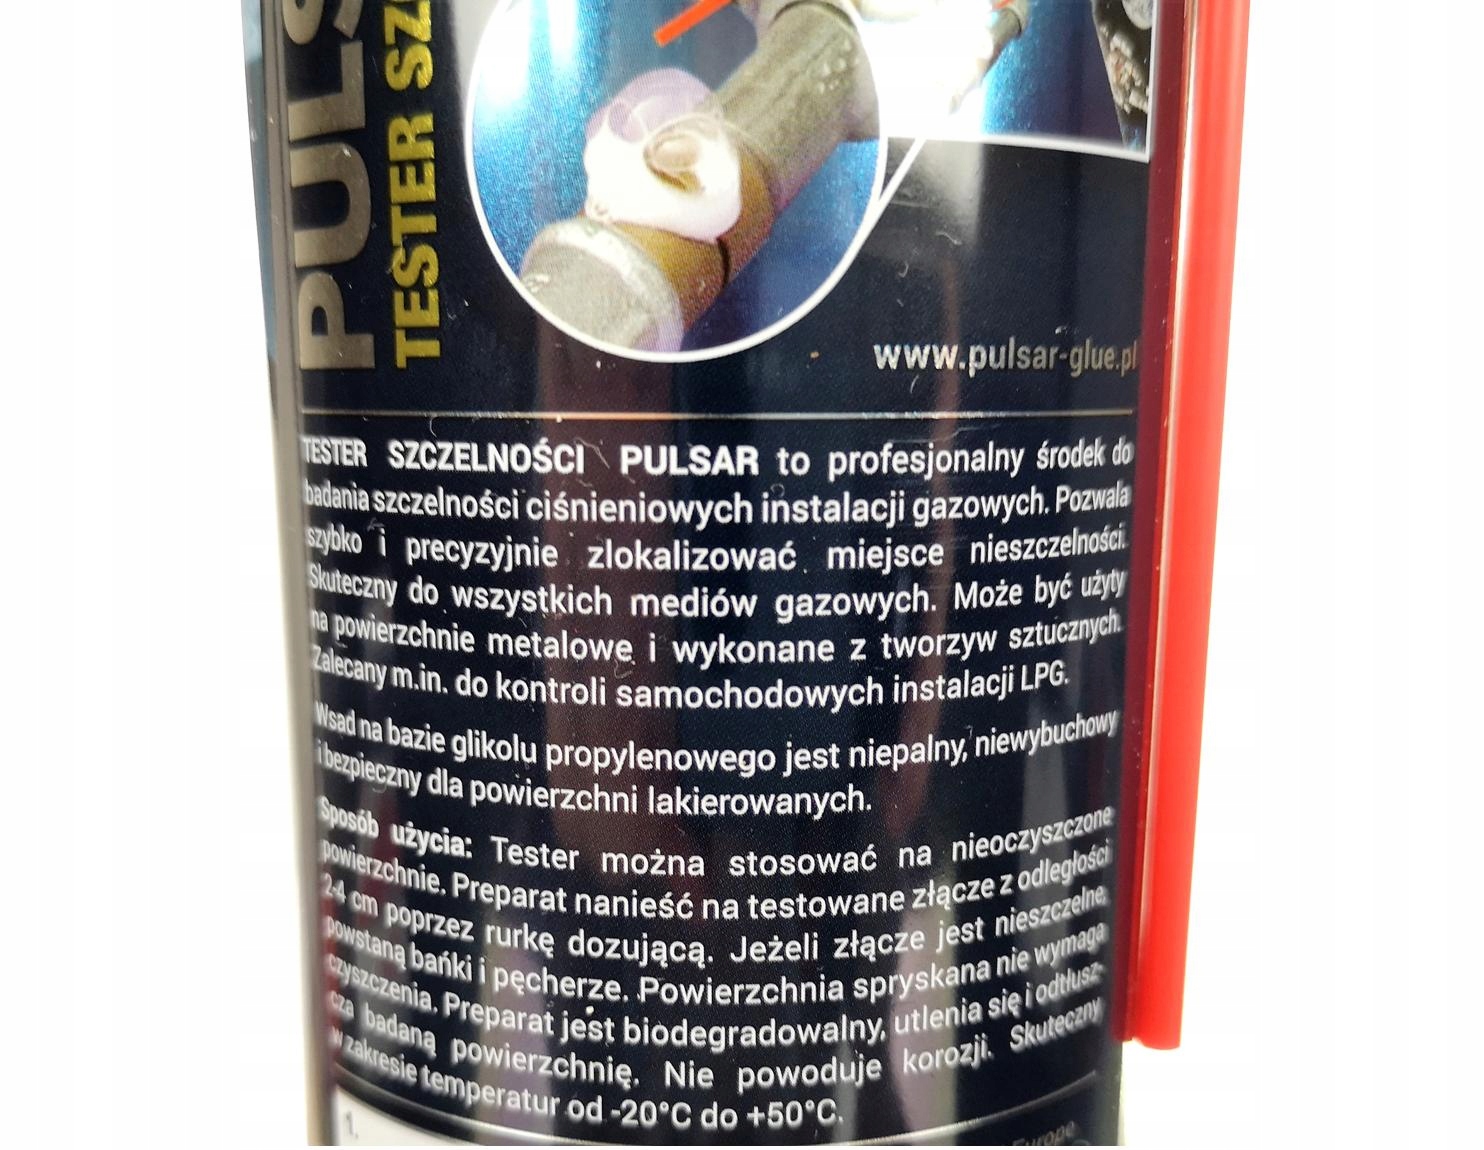 PULS
TESTER SZC
www.pulsar-glue.pl
TESTER SZCZELNOŚCI PULSAR to profesjonalny środek do
badania szczelności ciśnieniowych instalacji gazowych. Pozwala
szybko i precyzyjnie zlokalizować miejsce nieszczelności.
Skuteczny do wszystkich mediów gazowych. Może być użyty
na powierzchnie metalowe i wykonane z tworzyw sztucznych.
Zalecany m.in. do kontroli samochodowych instalacji LPG.
Wsad na bazie glikolu propylenowego jest niepalny, niewybuchowy
i bezpieczny dla powierzchni lakierowanych.
Sposób użycia: Tester można stosować na nieoczyszczone
powierzchnie. Preparat nanieść na testowane złącze z odległości
2-4 cm poprzez rurkę dozującą. Jeżeli złącze jest nieszczelne,
powstaną bańki i pęcherze. Powierzchnia spryskana nie wymaga
czyszczenia. Preparat jest biodegradowalny, utlenia się i odtłusz-
cza badaną powierzchnię. Nie powoduje korozji. Skuteczny
w zakresie temperatur od -20°C do +50°C.
1.
Europe